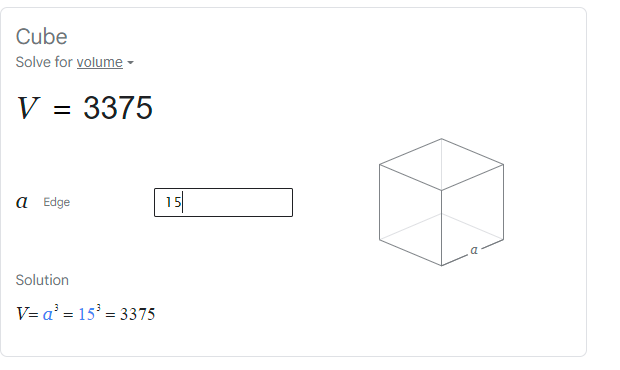 Cube
Solve for volume
V = 3375
a Edge
15
a
Solution
V= a³ = 15³ = 3375